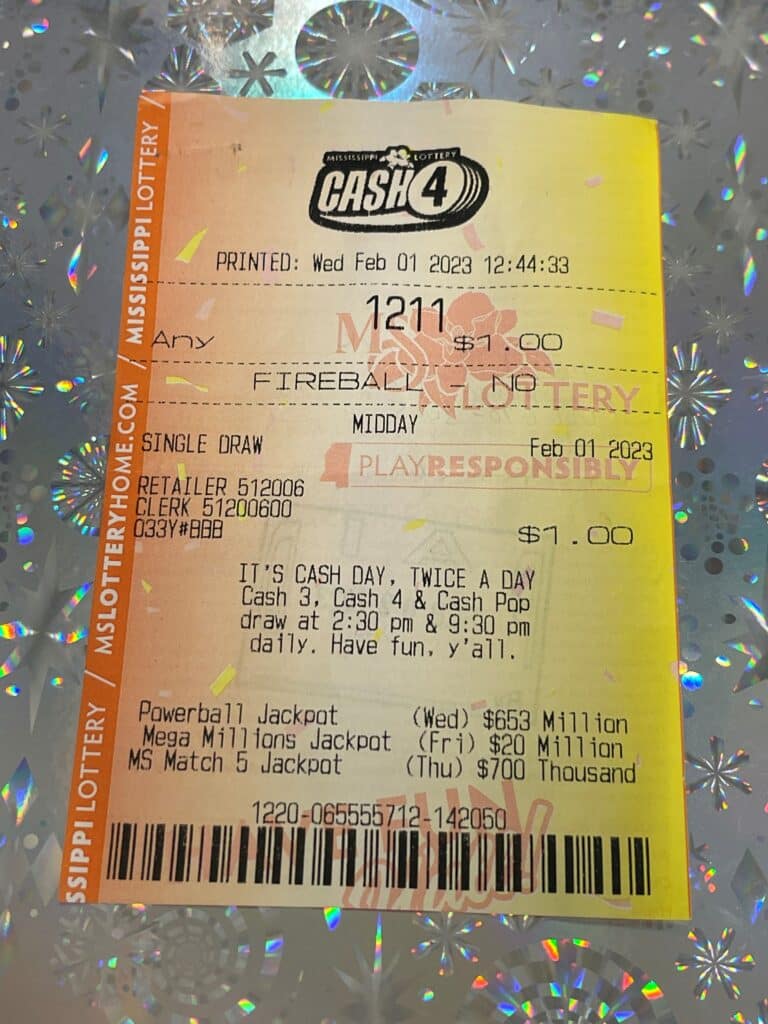 MISSISSIPPI LOTTERY
CASH 4
PRINTED: Wed Feb 01 2023 12:44:33
1211
Any $1.00
FIREBALL - NO
MS LOTTERY
MIDDAY
SINGLE DRAW Feb 01 2023
PLAYRESPONSIBLY
RETAILER 512006
CLERK 51200600
033Y#BBB $1.00
IT'S CASH DAY, TWICE A DAY
Cash 3, Cash 4 & Cash Pop
draw at 2:30 pm & 9:30 pm
daily. Have fun, y'all.
Powerball Jackpot (Wed) $653 Million
Mega Millions Jackpot (Fri) $20 Million
MS Match 5 Jackpot (Thu) $700 Thousand
1220-065555712-142050
SSIPPI LOTTERY / MSLOTTERYHOME.COM / MISSISSIPPI LOTTERY /